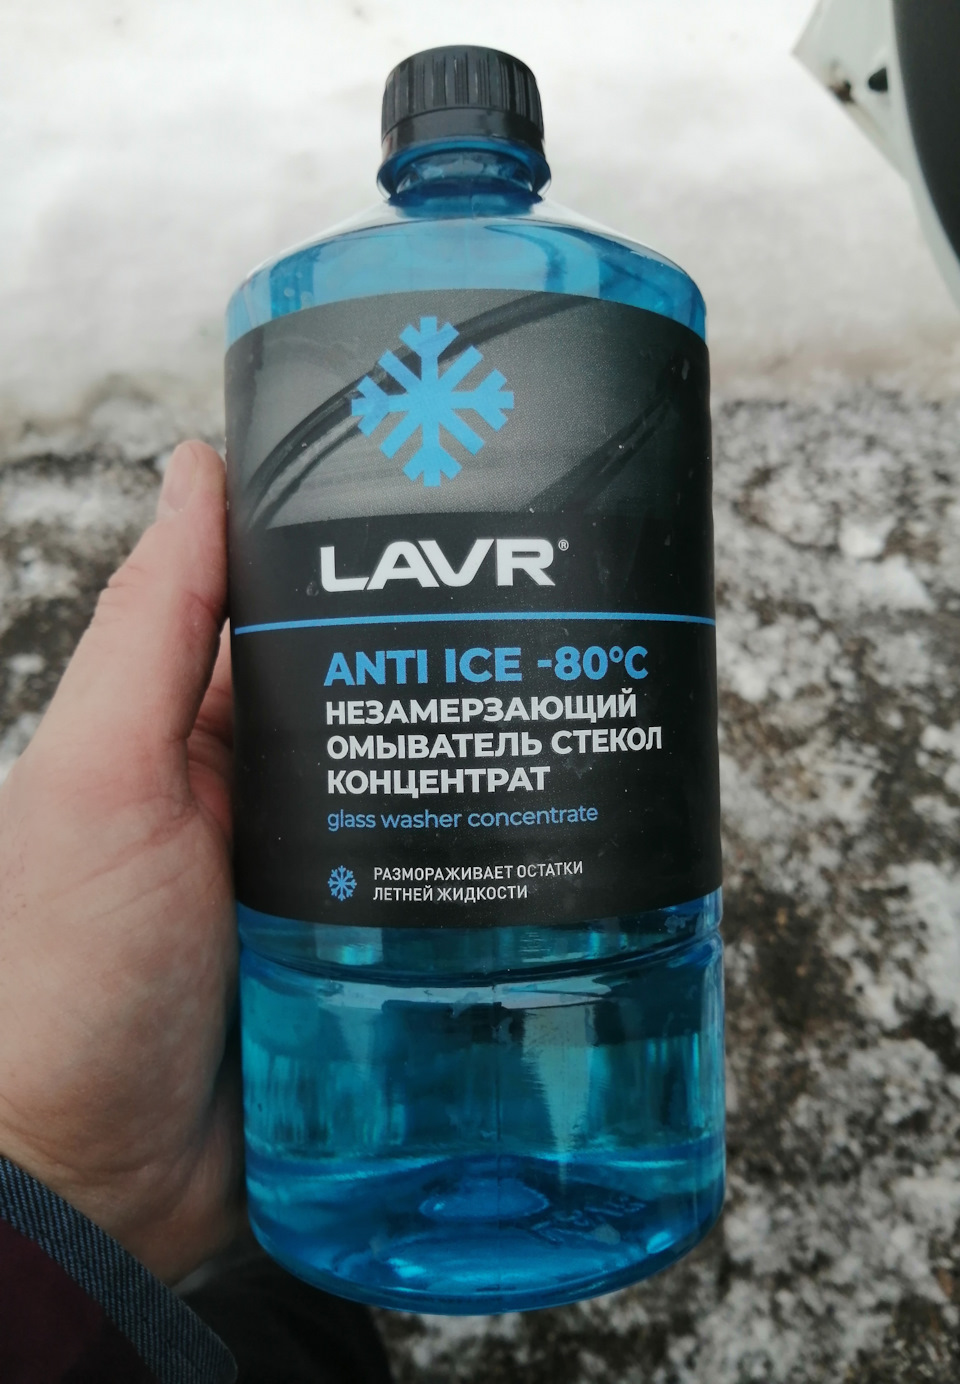 LAVR®
ANTI ICE -80°C
НЕЗАМЕРЗАЮЩИЙ
ОМЫВАТЕЛЬ СТЕКОЛ
КОНЦЕНТРАТ
glass washer concentrate
РАЗМОРАЖИВАЕТ ОСТАТКИ
ЛЕТНЕЙ ЖИДКОСТИ